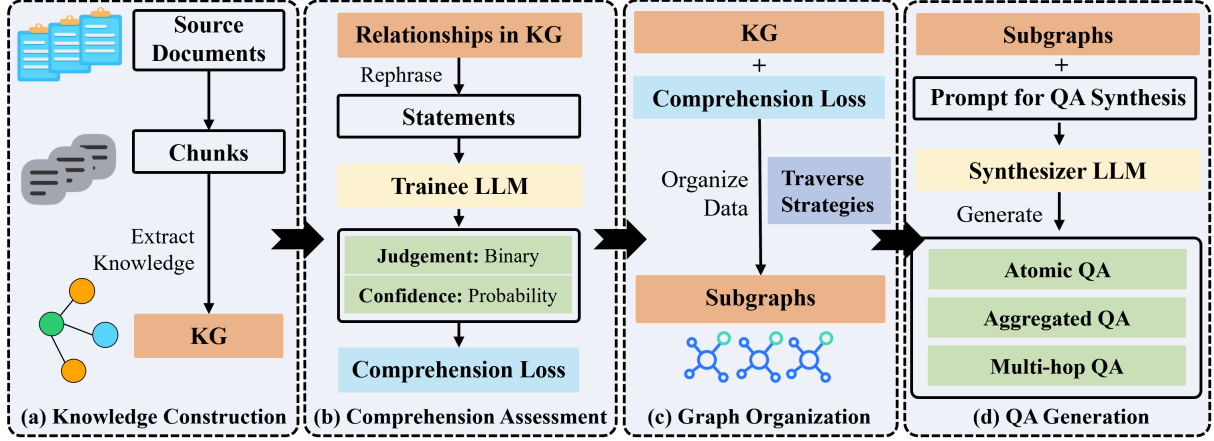 Source
Documents
Chunks
Extract
Knowledge
KG
(a) Knowledge Construction
Relationships in KG
Rephrase
Statements
Trainee LLM
Judgement: Binary
Confidence: Probability
Comprehension Loss
(b) Comprehension Assessment
KG
+
Comprehension Loss
Organize
Data
Traverse
Strategies
Subgraphs
(c) Graph Organization
Subgraphs
+
Prompt for QA Synthesis
Synthesizer LLM
Generate
Atomic QA
Aggregated QA
Multi-hop QA
(d) QA Generation